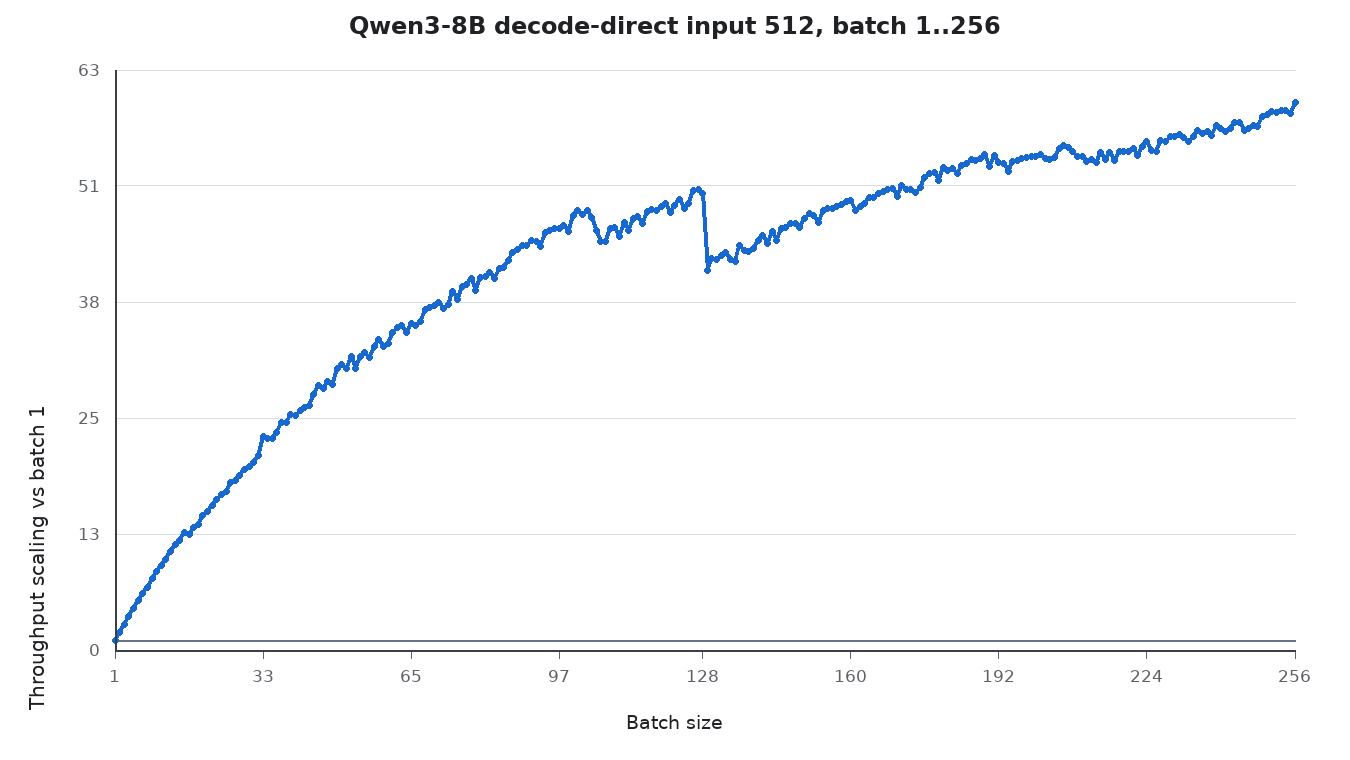 Qwen3-8B decode-direct input 512, batch 1..256
63
51
38
25
13
0
Throughput scaling vs batch 1
1 33 65 97 128 160 192 224 256
Batch size